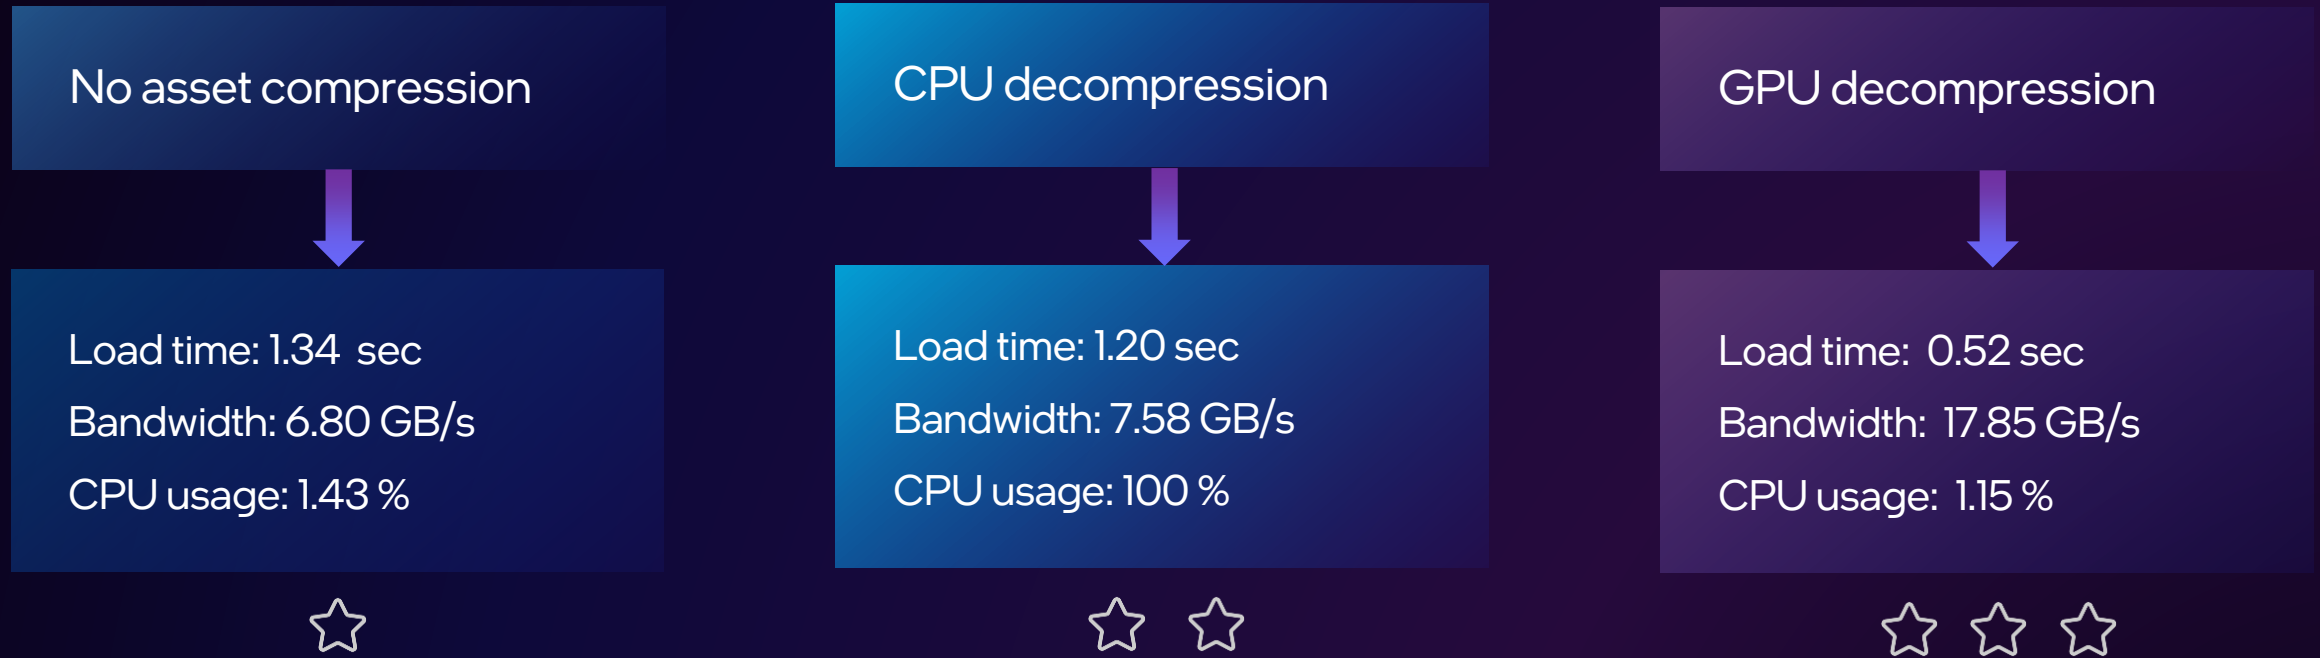 No asset compression
Load time: 1.34 sec
Bandwidth: 6.80 GB/s
CPU usage: 1.43 %
CPU decompression
Load time: 1.20 sec
Bandwidth: 7.58 GB/s
CPU usage: 100 %
GPU decompression
Load time: 0.52 sec
Bandwidth: 17.85 GB/s
CPU usage: 1.15 %